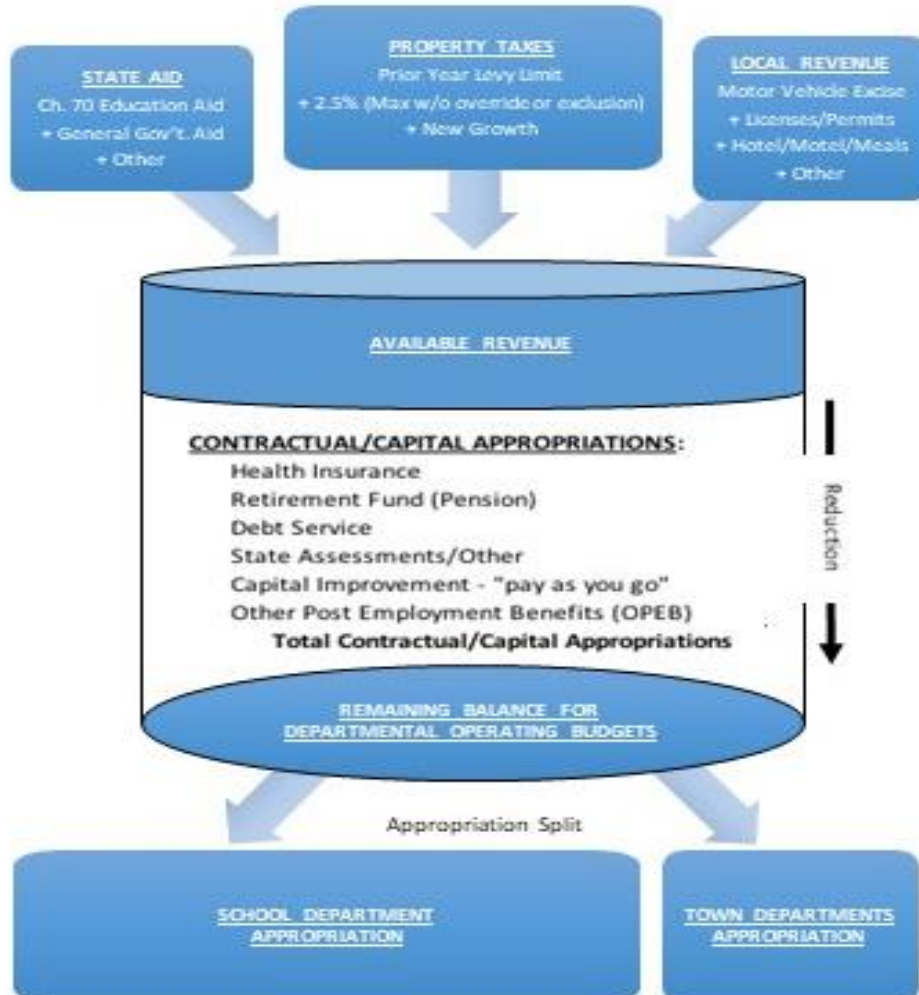 STATE AID
Ch. 70 Education Aid
+ General Gov't. Aid
+ Other
PROPERTY TAXES
Prior Year Levy Limit
+ 2.5% (Max w/o override or exclusion)
+ New Growth
LOCAL REVENUE
Motor Vehicle Excise
+ Licenses/Permits
+ Hotel/Motel/Meals
+ Other
AVAILABLE REVENUE
CONTRACTUAL/CAPITAL APPROPRIATIONS:
Health Insurance
Retirement Fund (Pension)
Debt Service
State Assessments/Other
Capital Improvement - "pay as you go"
Other Post Employment Benefits (OPEB)
Total Contractual/Capital Appropriations
Reduction
REMAINING BALANCE FOR
DEPARTMENTAL OPERATING BUDGETS
Appropriation Split
SCHOOL DEPARTMENT
APPROPRIATION
TOWN DEPARTMENTS
APPROPRIATION